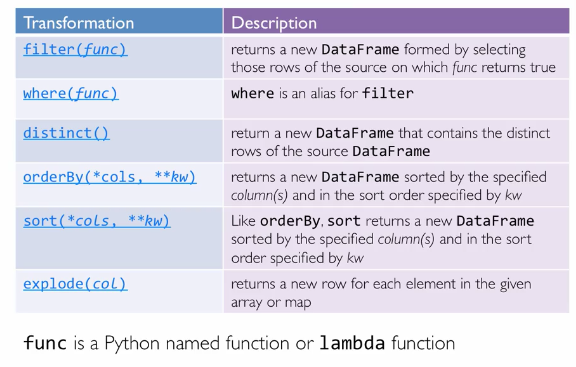 Transformation Description
filter(func) returns a new DataFrame formed by selecting
those rows of the source on which func returns true
where(func) where is an alias for filter
distinct() return a new DataFrame that contains the distinct
rows of the source DataFrame
orderBy(*cols, **kw) returns a new DataFrame sorted by the specified
column(s) and in the sort order specified by kw
sort(*cols, **kw) Like orderBy, sort returns a new DataFrame
sorted by the specified column(s) and in the sort
order specified by kw
explode(col) returns a new row for each element in the given
array or map
func is a Python named function or lambda function